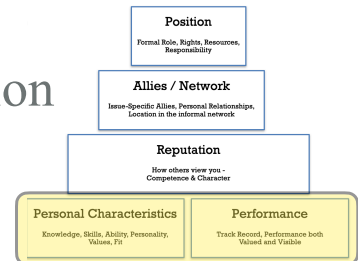 Position
Formal Role, Rights, Resources,
Responsibility
on
Allies / Network
Issue-Specific Allies, Personal Relationships,
Location in the informal network
Reputation
How others view you -
Competence & Character
Personal Characteristics
Knowledge, Skills, Ability, Personality,
Values, Fit
Performance
Track Record, Performance both
Valued and Visible